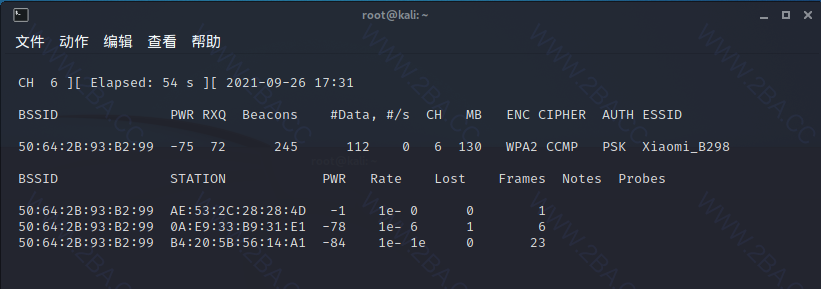 root@kali: ~
文件 动作 编辑 查看 帮助
CH  6 ][ Elapsed: 54 s ][ 2021-09-26 17:31
BSSID              PWR RXQ  Beacons    #Data, #/s  CH   MB   ENC CIPHER  AUTH ESSID
50:64:2B:93:B2:99  -75  72      245      112    0   6  130   WPA2 CCMP   PSK  Xiaomi_B298
BSSID              STATION            PWR   Rate    Lost    Frames  Notes  Probes
50:64:2B:93:B2:99  AE:53:2C:28:28:4D   -1    1e- 0      0        1
50:64:2B:93:B2:99  0A:E9:33:B9:31:E1  -78    1e- 6      1        6
50:64:2B:93:B2:99  B4:20:5B:56:14:A1  -84    1e- 1e     0       23
WWW.2BA.CC